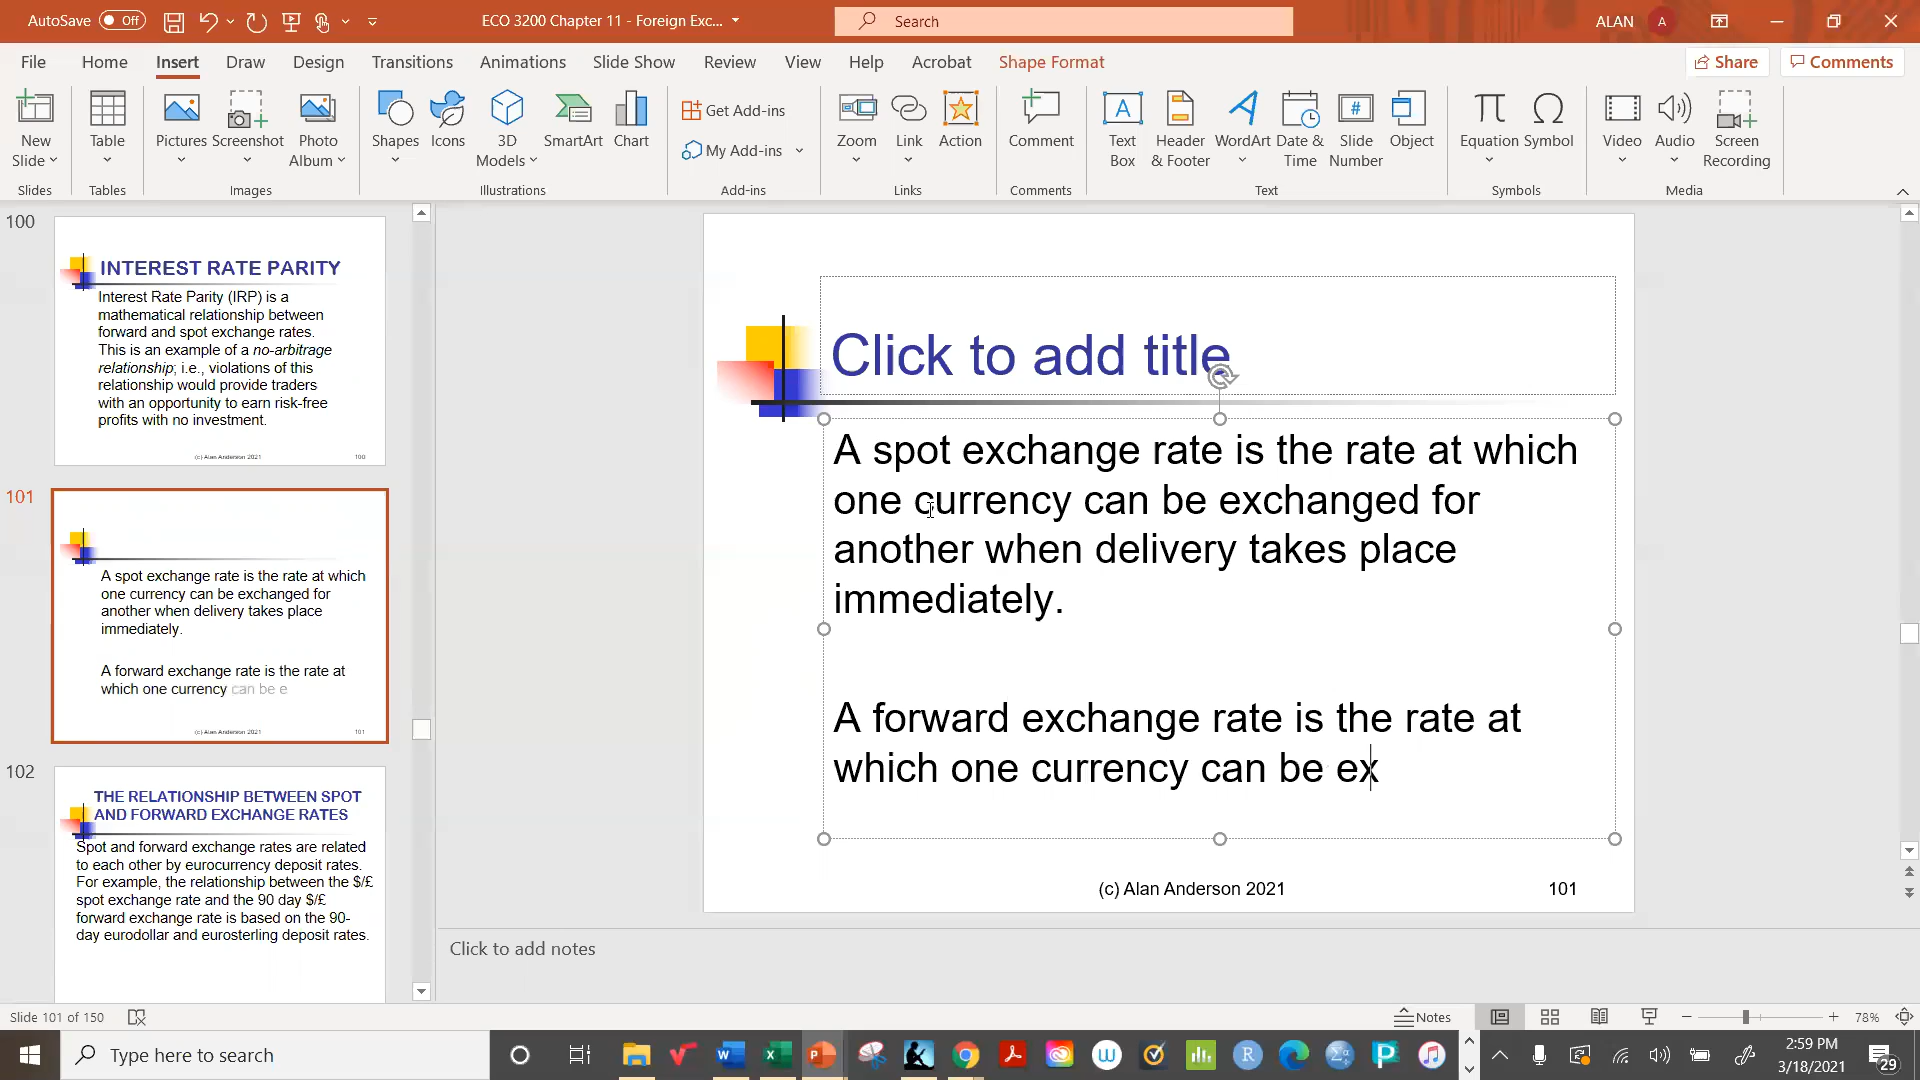 AutoSave Off
ECO 3200 Chapter 11 - Foreign Exc...
Search
ALAN
A
File
Home
Insert
Draw
Design
Transitions
Animations
Slide Show
Review
View
Help
Acrobat
Shape Format
Share
Comments
New
Slide
Table
Pictures
Screenshot
Photo
Album
Shapes
Icons
3D
Models
SmartArt
Chart
Get Add-ins
My Add-ins
Zoom
Link
Action
Comment
Text
Box
Header
& Footer
WordArt
Date &
Time
Slide
Number
Object
Equation
Symbol
Video
Audio
Screen
Recording
Slides
Tables
Images
Illustrations
Add-ins
Links
Comments
Text
Symbols
Media
100
INTEREST RATE PARITY
Interest Rate Parity (IRP) is a
mathematical relationship between
forward and spot exchange rates.
This is an example of a no-arbitrage
relationship; i.e., violations of this
relationship would provide traders
with an opportunity to earn risk-free
profits with no investment.
(c) Alan Anderson 2021
100
101
A spot exchange rate is the rate at which
one currency can be exchanged for
another when delivery takes place
immediately.
A forward exchange rate is the rate at
which one currency can be e
(c) Alan Anderson 2021
101
102
THE RELATIONSHIP BETWEEN SPOT
AND FORWARD EXCHANGE RATES
Spot and forward exchange rates are related
to each other by eurocurrency deposit rates.
For example, the relationship between the $/£
spot exchange rate and the 90 day $/£
forward exchange rate is based on the 90-
day eurodollar and eurosterling deposit rates.
Click to add title
A spot exchange rate is the rate at which
one currency can be exchanged for
another when delivery takes place
immediately.
A forward exchange rate is the rate at
which one currency can be ex
(c) Alan Anderson 2021
101
Click to add notes
Slide 101 of 150
Notes
78%
Type here to search
2:59 PM
3/18/2021
29